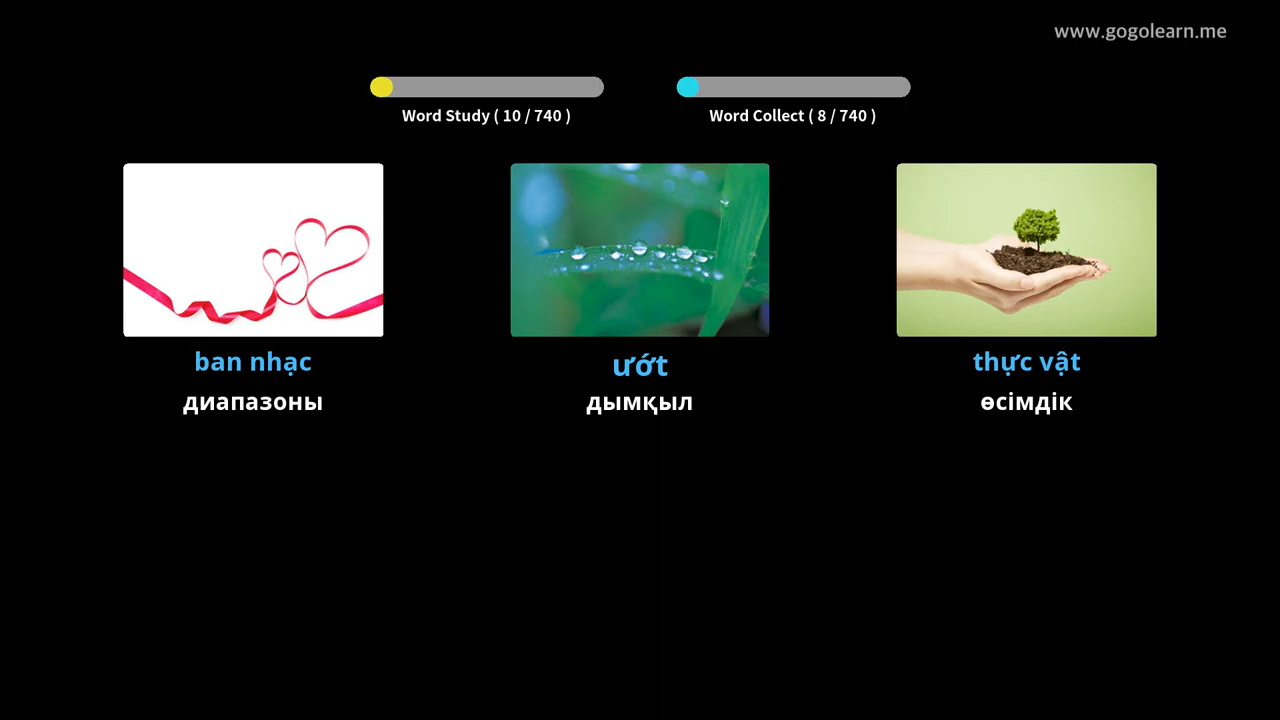 www.gogolearn.me
Word Study ( 10 / 740 )
Word Collect ( 8 / 740 )
ban nhạc
диапазоны
ướt
дымқыл
thực vật
өсімдік